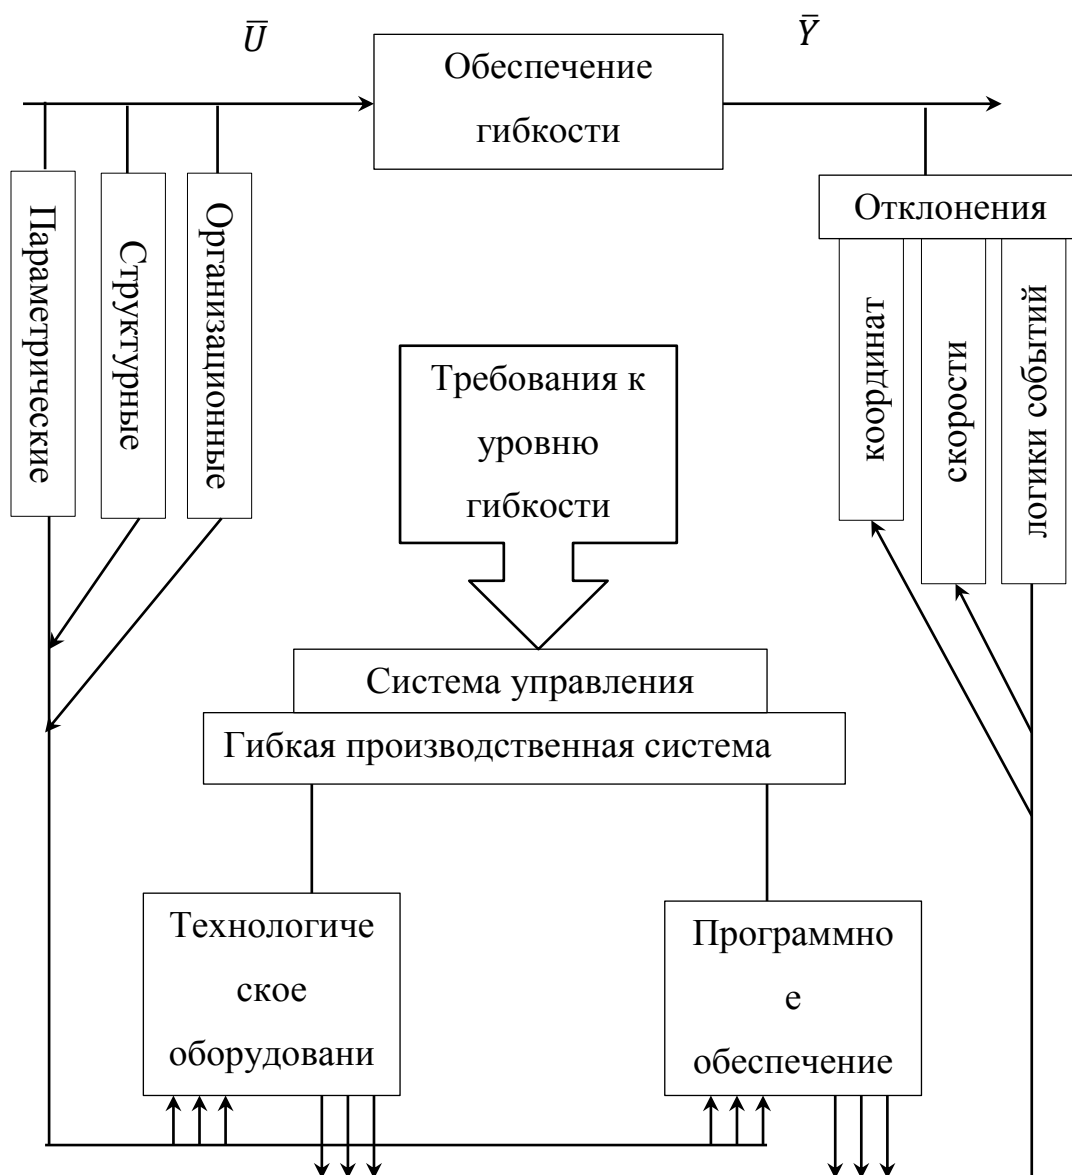 U̅
Y̅
Обеспечение
гибкости
Параметрические
Структурные
Организационные
Отклонения
координат
скорости
логики событий
Требования к
уровню
гибкости
Система управления
Гибкая производственная система
Технологиче
ское
оборудовани
Программно
е
обеспечение